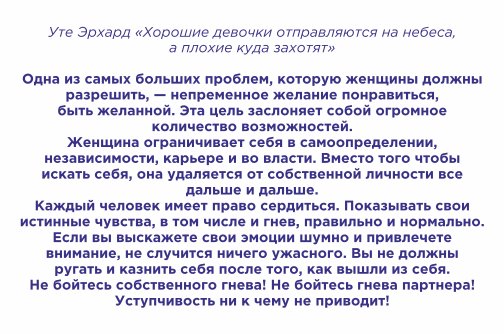 Уте Эрхард «Хорошие девочки отправляются на небеса,
а плохие куда захотят»
Одна из самых больших проблем, которую женщины должны
разрешить, — непременное желание понравиться,
быть желанной. Эта цель заслоняет собой огромное
количество возможностей.
Женщина ограничивает себя в самоопределении,
независимости, карьере и во власти. Вместо того чтобы
искать себя, она удаляется от собственной личности все
дальше и дальше.
Каждый человек имеет право сердиться. Показывать свои
истинные чувства, в том числе и гнев, правильно и нормально.
Если вы выскажете свои эмоции шумно и привлечете
внимание, не случится ничего ужасного. Вы не должны
ругать и казнить себя после того, как вышли из себя.
Не бойтесь собственного гнева! Не бойтесь гнева партнера!
Уступчивость ни к чему не приводит!